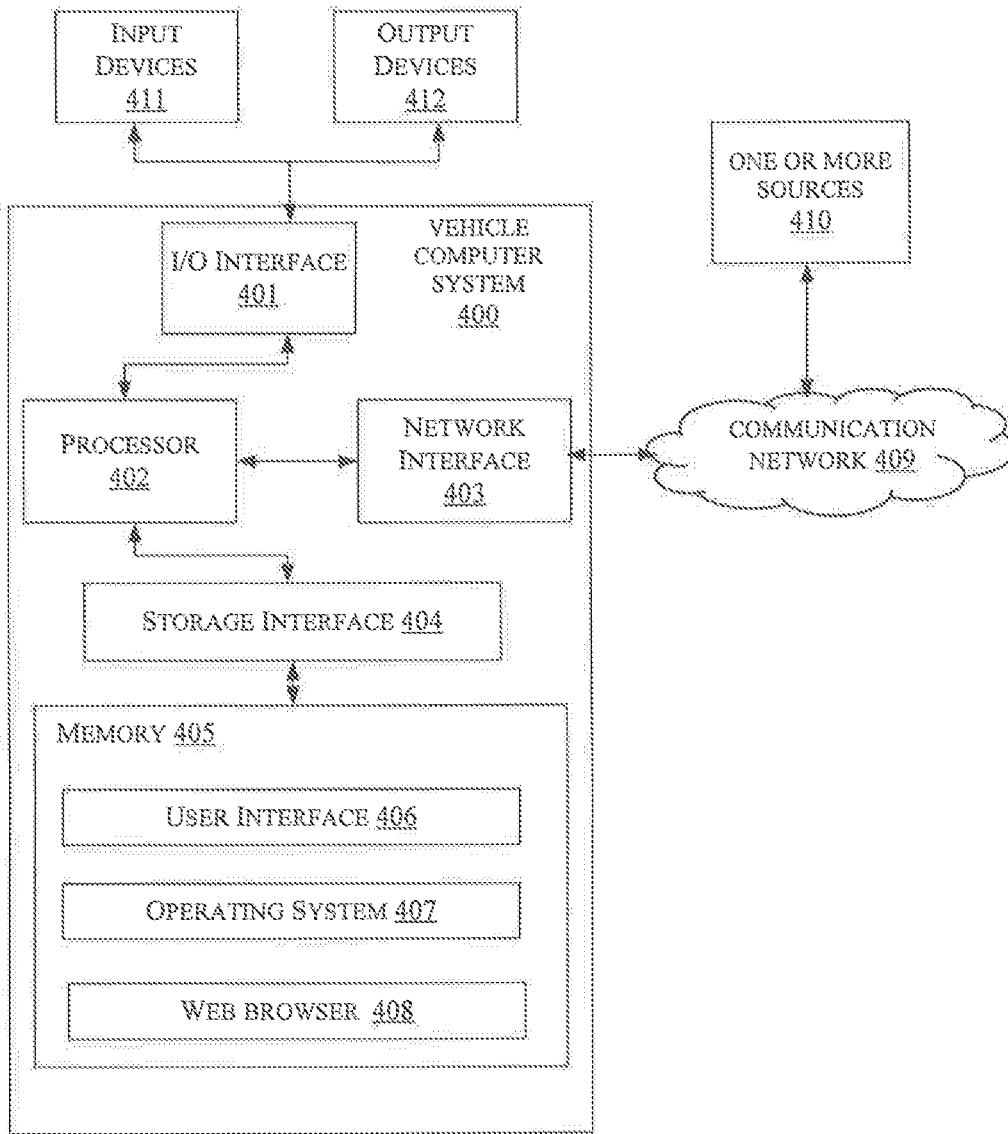 INPUT
DEVICES
411
OUTPUT
DEVICES
412
ONE OR MORE
SOURCES
410
VEHICLE
COMPUTER
SYSTEM
400
I/O INTERFACE
401
PROCESSOR
402
NETWORK
INTERFACE
403
COMMUNICATION
NETWORK 409
STORAGE INTERFACE 404
MEMORY 405
USER INTERFACE 406
OPERATING SYSTEM 407
WEB BROWSER 408